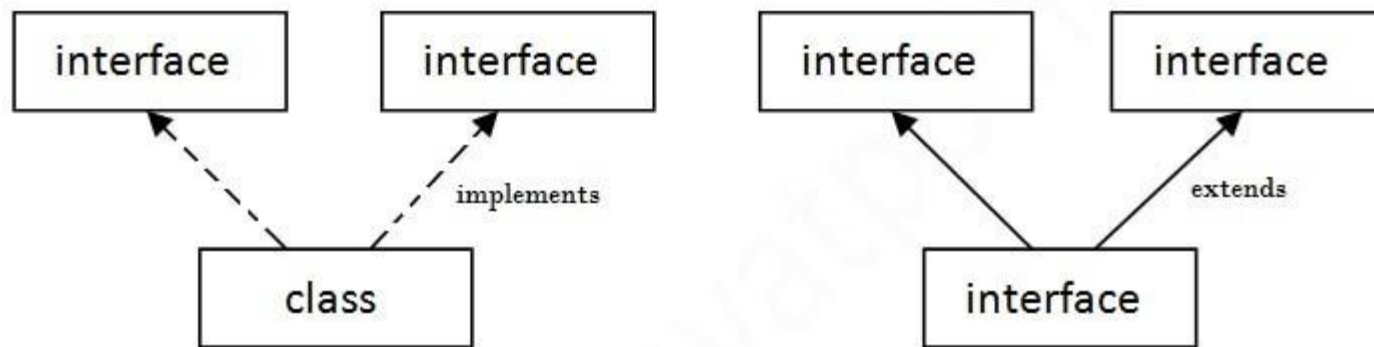 interface interface interface interface
implements extends
class interface